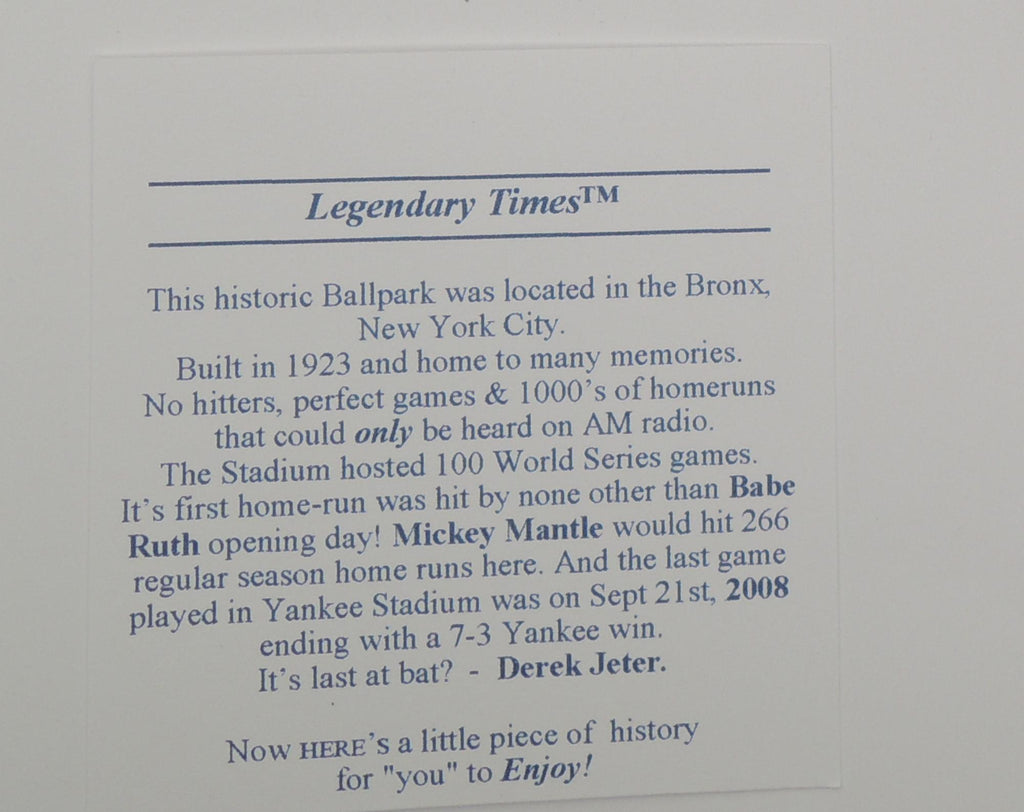 Legendary Times™
This historic Ballpark was located in the Bronx,
New York City.
Built in 1923 and home to many memories.
No hitters, perfect games & 1000's of homeruns
that could only be heard on AM radio.
The Stadium hosted 100 World Series games.
It's first home-run was hit by none other than Babe
Ruth opening day! Mickey Mantle would hit 266
regular season home runs here. And the last game
played in Yankee Stadium was on Sept 21st, 2008
ending with a 7-3 Yankee win.
It's last at bat? - Derek Jeter.
Now HERE's a little piece of history
for "you" to Enjoy!